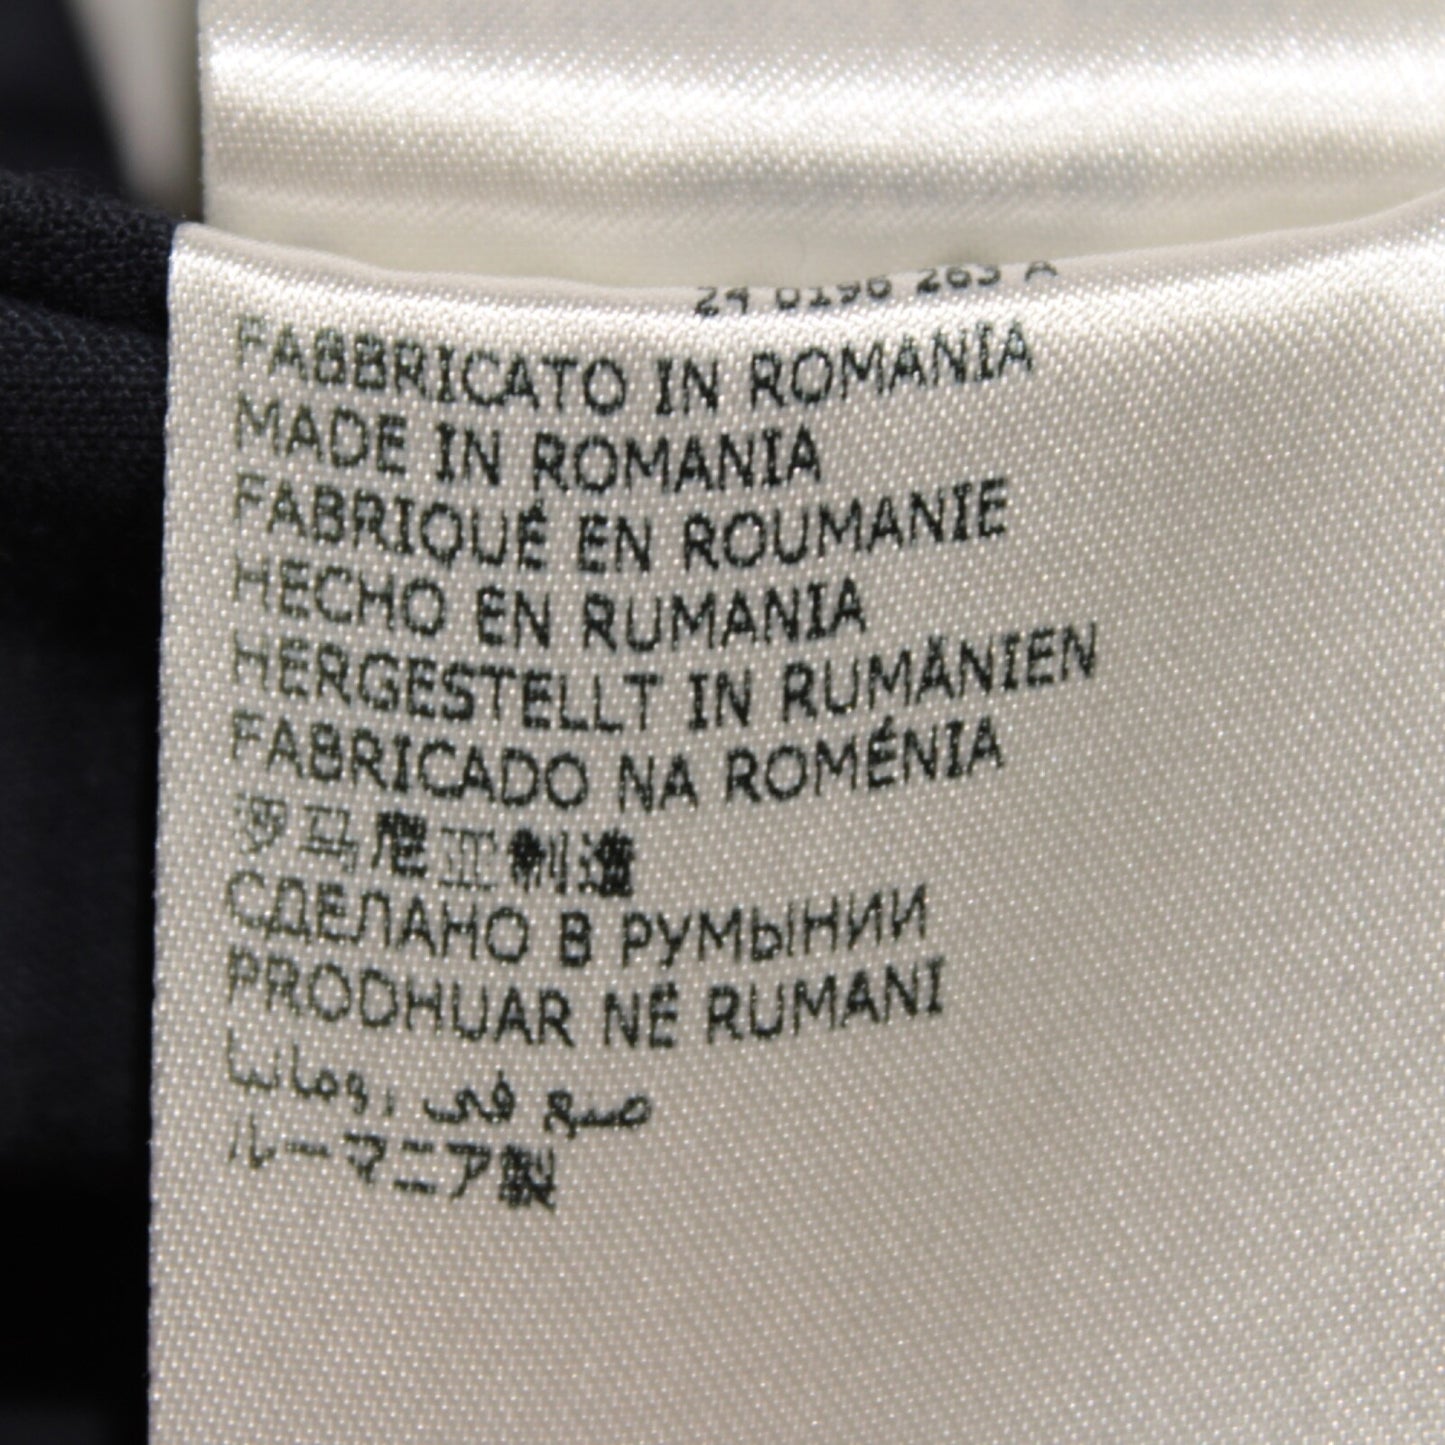 FABBRICATO IN ROMANIA
MADE IN ROMANIA
FABRIQUÉ EN ROUMANIE
HECHO EN RUMANIA
HERGESTELLT IN RUMÄNIEN
FABRICADO NA ROMÉNIA
罗马尼亚制造
СДЕЛАНО В РУМЫНИИ
PRODHUAR NË RUMANI
صنع في رومانيا
ルーマニア製